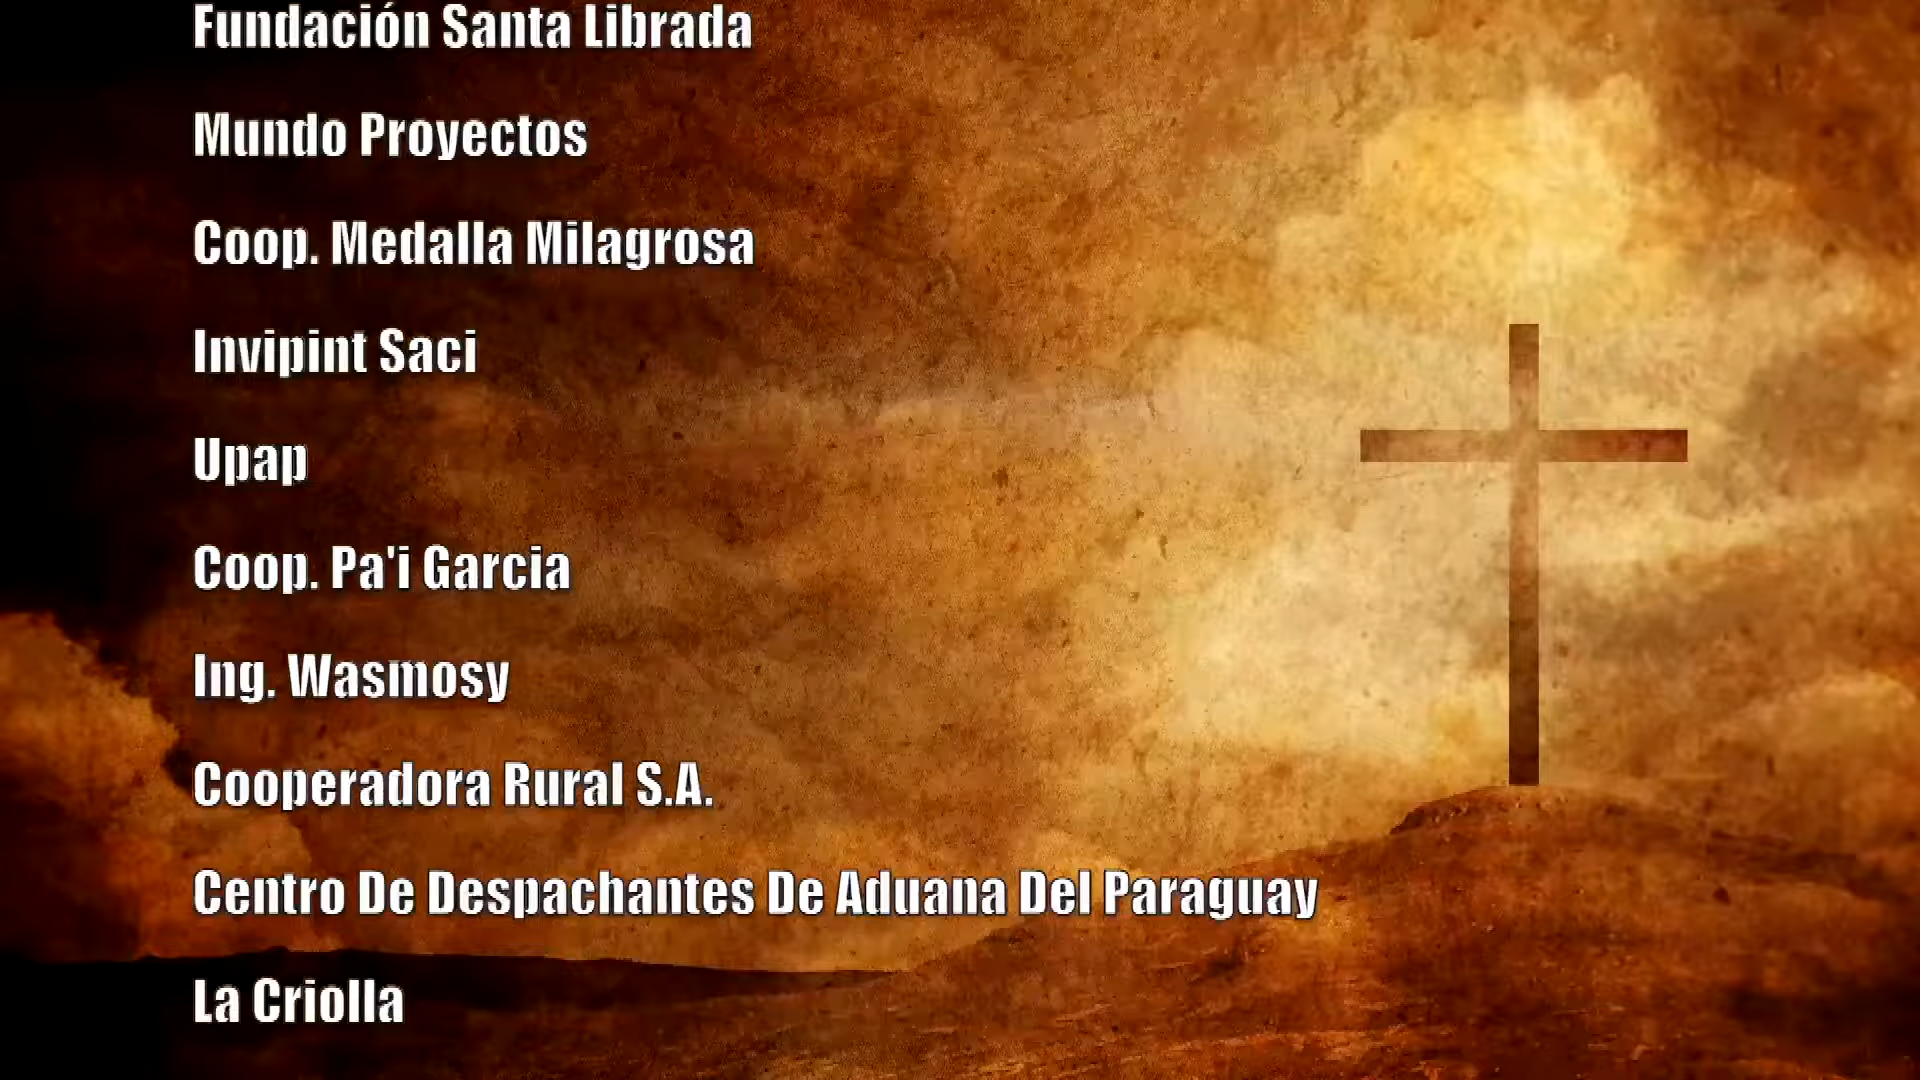 Fundación Santa Librada
Mundo Proyectos
Coop. Medalla Milagrosa
Invipint Saci
Upap
Coop. Pa'i Garcia
Ing. Wasmosy
Cooperadora Rural S.A.
Centro De Despachantes De Aduana Del Paraguay
La Criolla